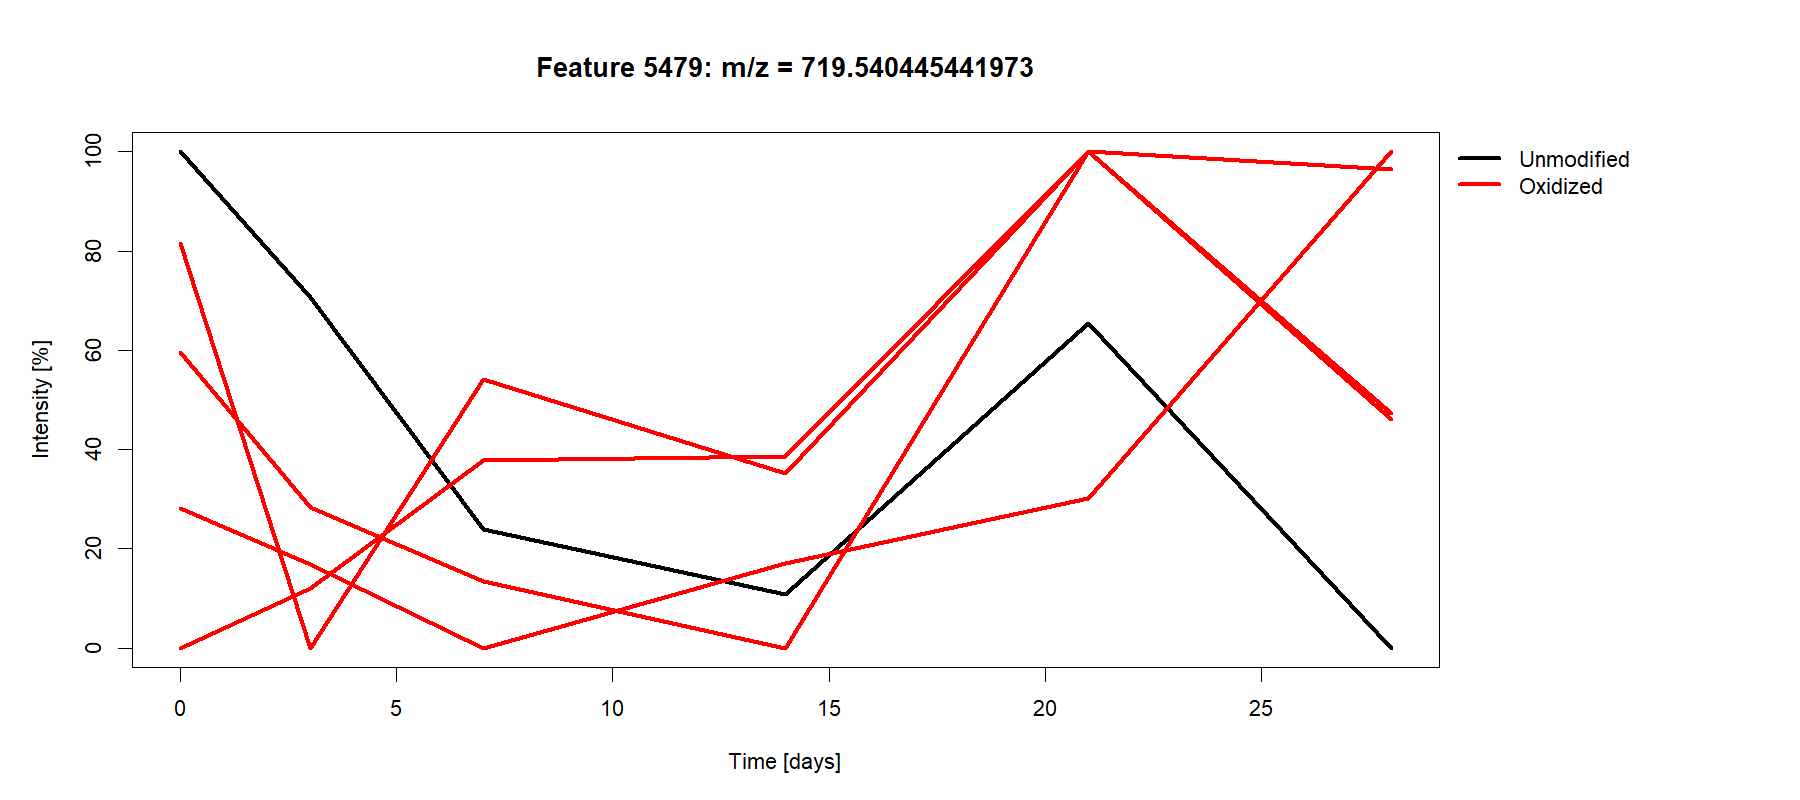 Feature 5479: m/z = 719.540445441973
Unmodified
Oxidized
Intensity [%]
100
80
60
40
20
0
0 5 10 15 20 25
Time [days]